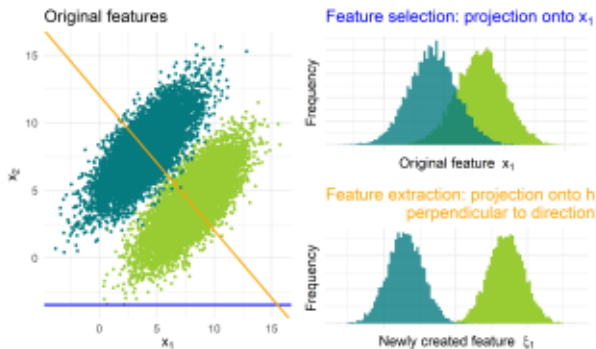 Original features
15
10
5
0
x₂
0
5
10
15
x₁
Feature selection: projection onto x₁
Frequency
Original feature x₁
Feature extraction: projection onto h
perpendicular to direction
Frequency
Newly created feature ξ₁